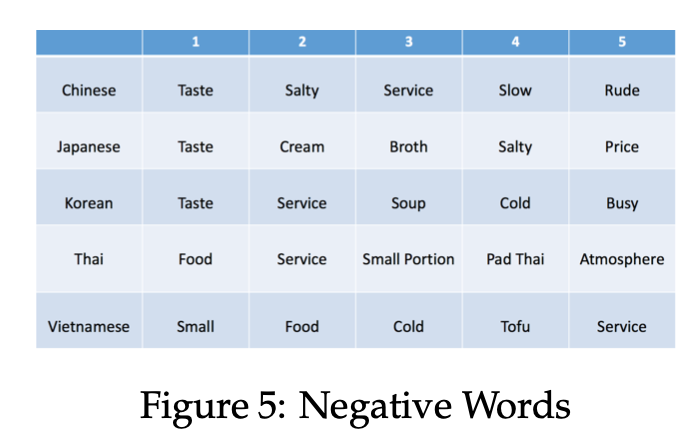 1 2 3 4 5
Chinese Taste Salty Service Slow Rude
Japanese Taste Cream Broth Salty Price
Korean Taste Service Soup Cold Busy
Thai Food Service Small Portion Pad Thai Atmosphere
Vietnamese Small Food Cold Tofu Service
Figure 5: Negative Words